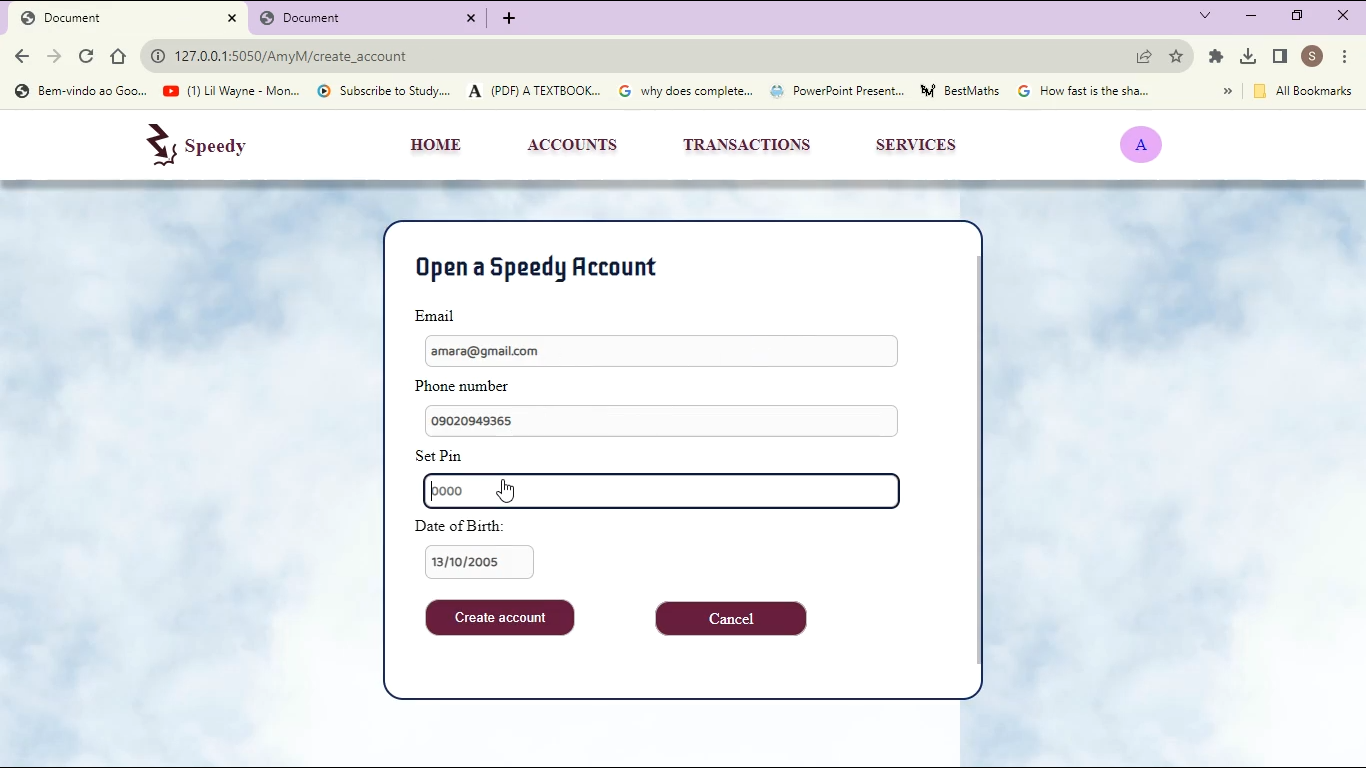 Document
Document
127.0.0.1:5050/AmyM/create_account
S
Bem-vindo ao Goo...
(1) Lil Wayne - Mon...
Subscribe to Study....
A (PDF) A TEXTBOOK...
why does complete...
PowerPoint Present...
BestMaths
How fast is the sha...
»
All Bookmarks
Speedy
HOME
ACCOUNTS
TRANSACTIONS
SERVICES
A
Open a Speedy Account
Email
amara@gmail.com
Phone number
09020949365
Set Pin
0000
Date of Birth:
13/10/2005
Create account
Cancel